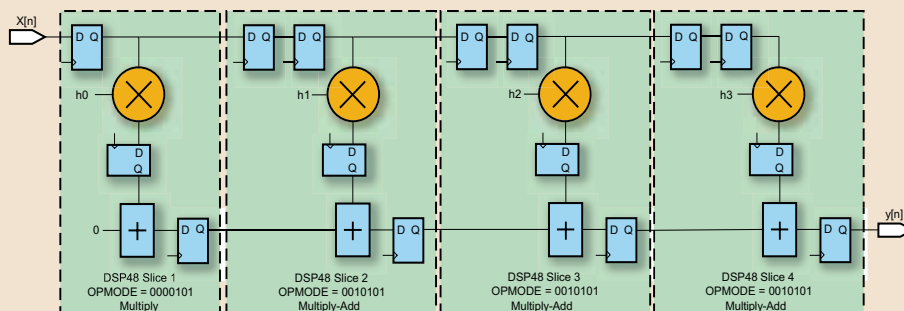 X[n]
D Q
D Q
D Q
D Q
D Q
D Q
D Q
h0
h1
h2
h3
D
Q
D
Q
D
Q
D
Q
y[n]
0
+
D Q
+
D Q
+
D Q
+
D Q
DSP48 Slice 1
OPMODE = 0000101
Multiply
DSP48 Slice 2
OPMODE = 0010101
Multiply-Add
DSP48 Slice 3
OPMODE = 0010101
Multiply-Add
DSP48 Slice 4
OPMODE = 0010101
Multiply-Add